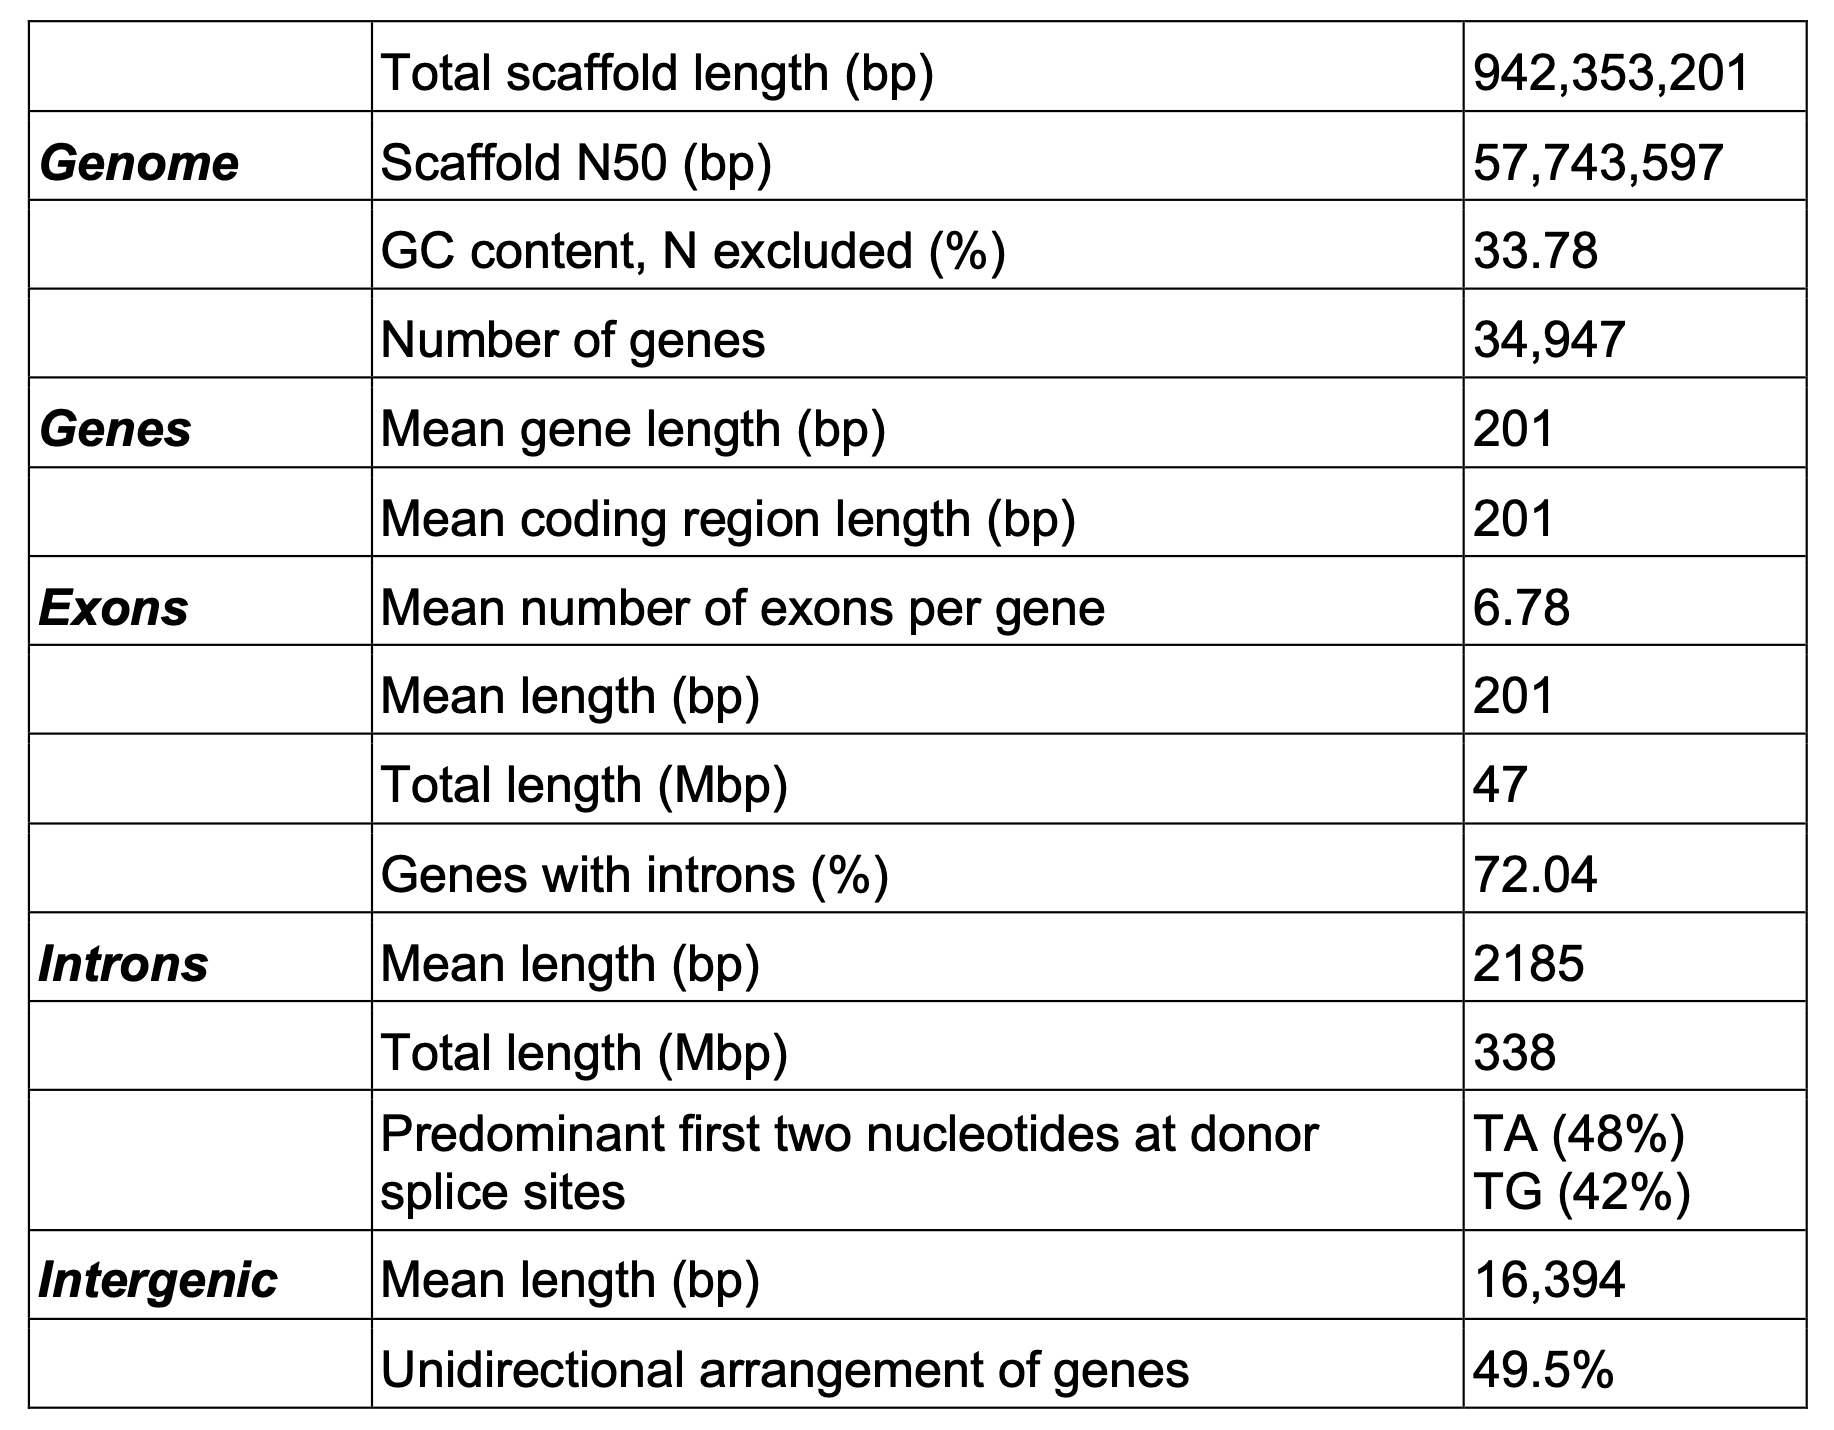 Total scaffold length (bp) 942,353,201
Genome Scaffold N50 (bp) 57,743,597
GC content, N excluded (%) 33.78
Number of genes 34,947
Genes Mean gene length (bp) 201
Mean coding region length (bp) 201
Exons Mean number of exons per gene 6.78
Mean length (bp) 201
Total length (Mbp) 47
Genes with introns (%) 72.04
Introns Mean length (bp) 2185
Total length (Mbp) 338
Predominant first two nucleotides at donor TA (48%)
splice sites TG (42%)
Intergenic Mean length (bp) 16,394
Unidirectional arrangement of genes 49.5%